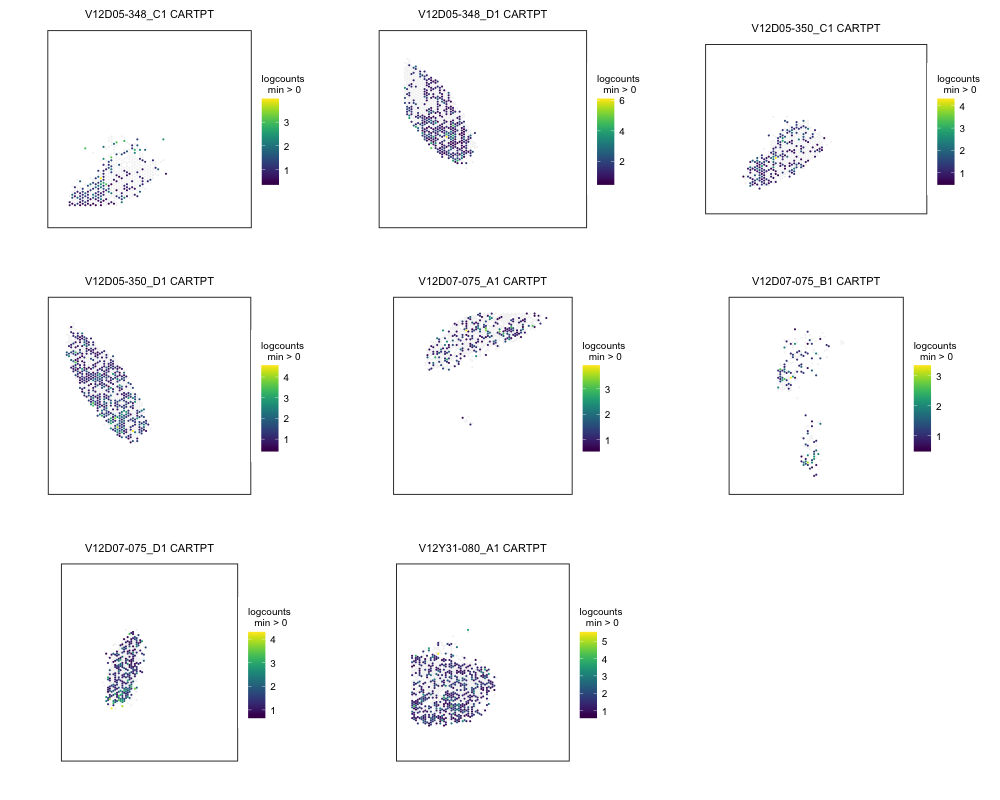 V12D05-348_C1 CARTPT
logcounts
min > 0
3
2
1
V12D05-348_D1 CARTPT
logcounts
min > 0
6
4
2
V12D05-350_C1 CARTPT
logcounts
min > 0
4
3
2
1
V12D05-350_D1 CARTPT
logcounts
min > 0
4
3
2
1
V12D07-075_A1 CARTPT
logcounts
min > 0
3
2
1
V12D07-075_B1 CARTPT
logcounts
min > 0
3
2
1
V12D07-075_D1 CARTPT
logcounts
min > 0
4
3
2
1
V12Y31-080_A1 CARTPT
logcounts
min > 0
5
4
3
2
1